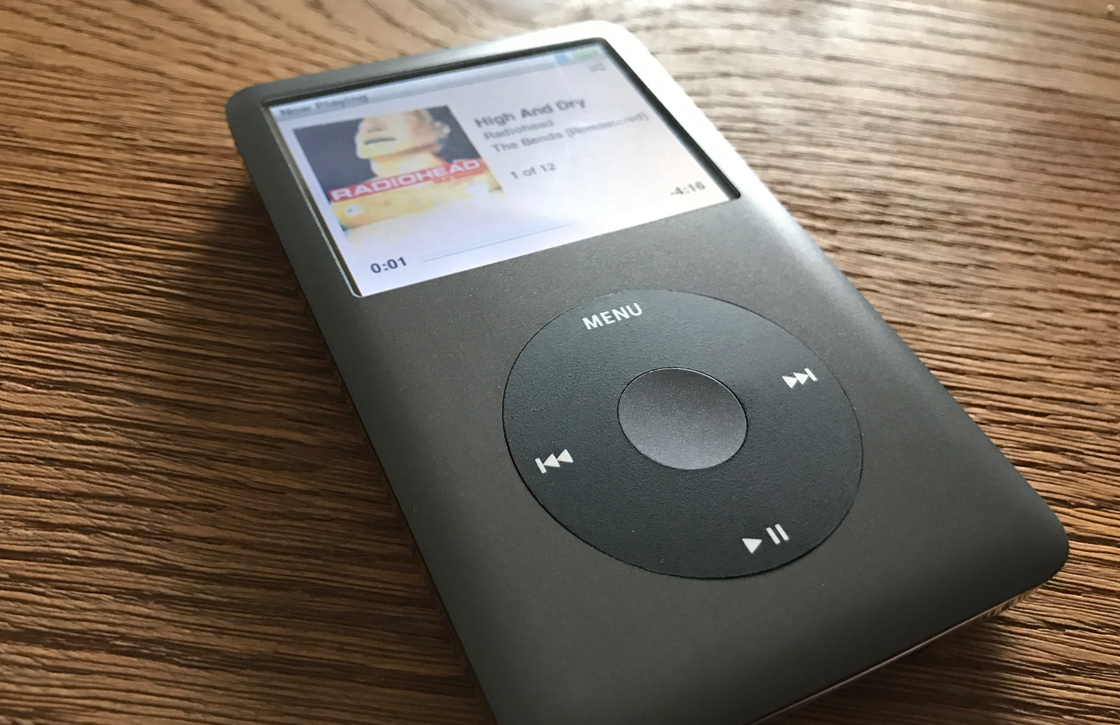 Now Playing
RADIOHEAD
High And Dry
Radiohead
The Bends (Remastered)
1 of 12
0:01
-4:16
MENU